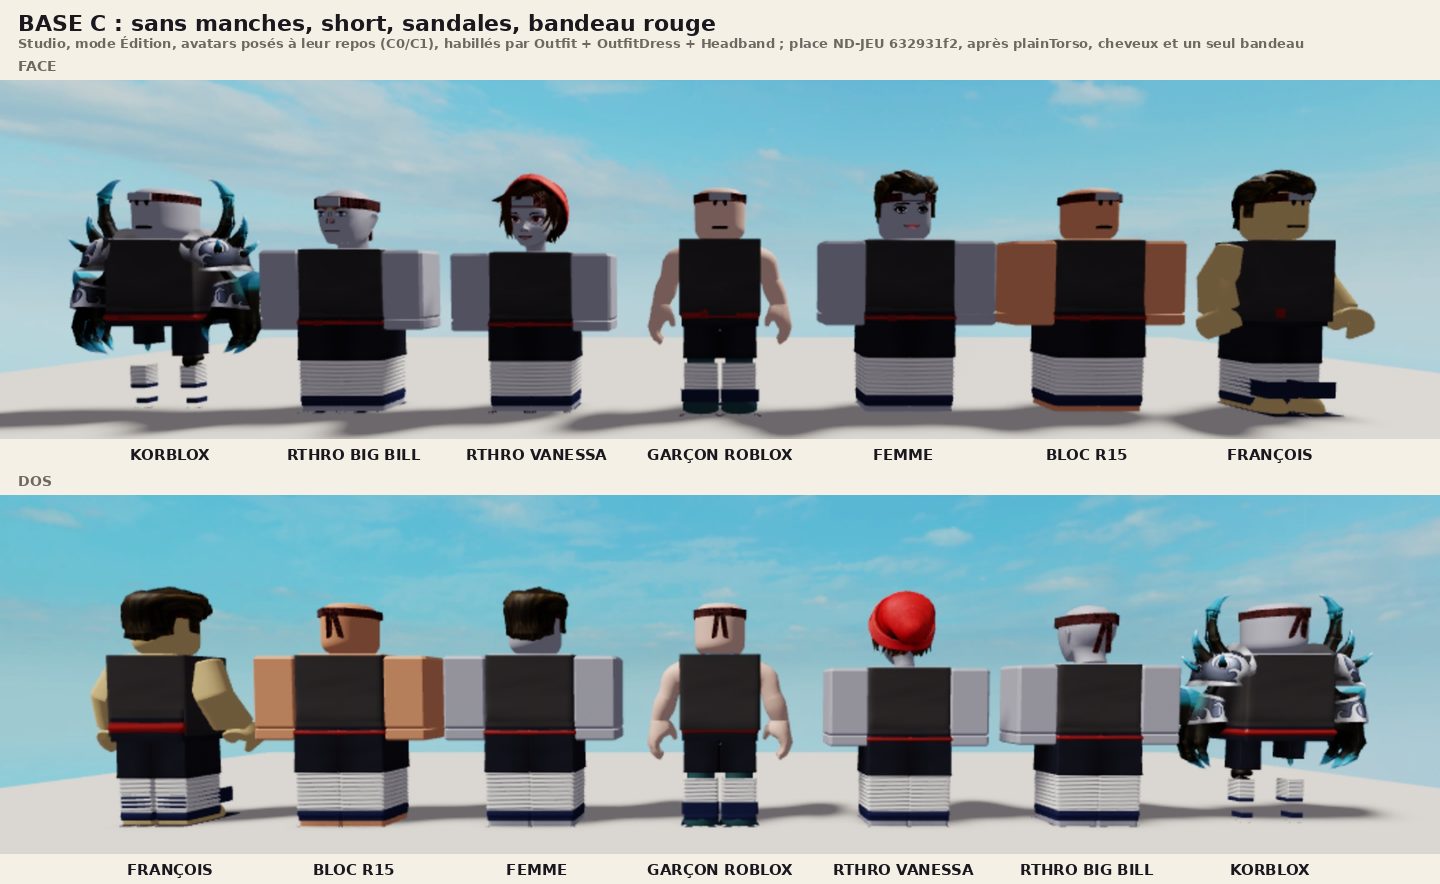 BASE C : sans manches, short, sandales, bandeau rouge
Studio, mode Édition, avatars posés à leur repos (C0/C1), habillés par Outfit + OutfitDress + Headband ; place ND-JEU 632931f2, après plainTorso, cheveux et un seul bandeau
FACE
KORBLOX RTHRO BIG BILL RTHRO VANESSA GARÇON ROBLOX FEMME BLOC R15 FRANÇOIS
DOS
FRANÇOIS BLOC R15 FEMME GARÇON ROBLOX RTHRO VANESSA RTHRO BIG BILL KORBLOX